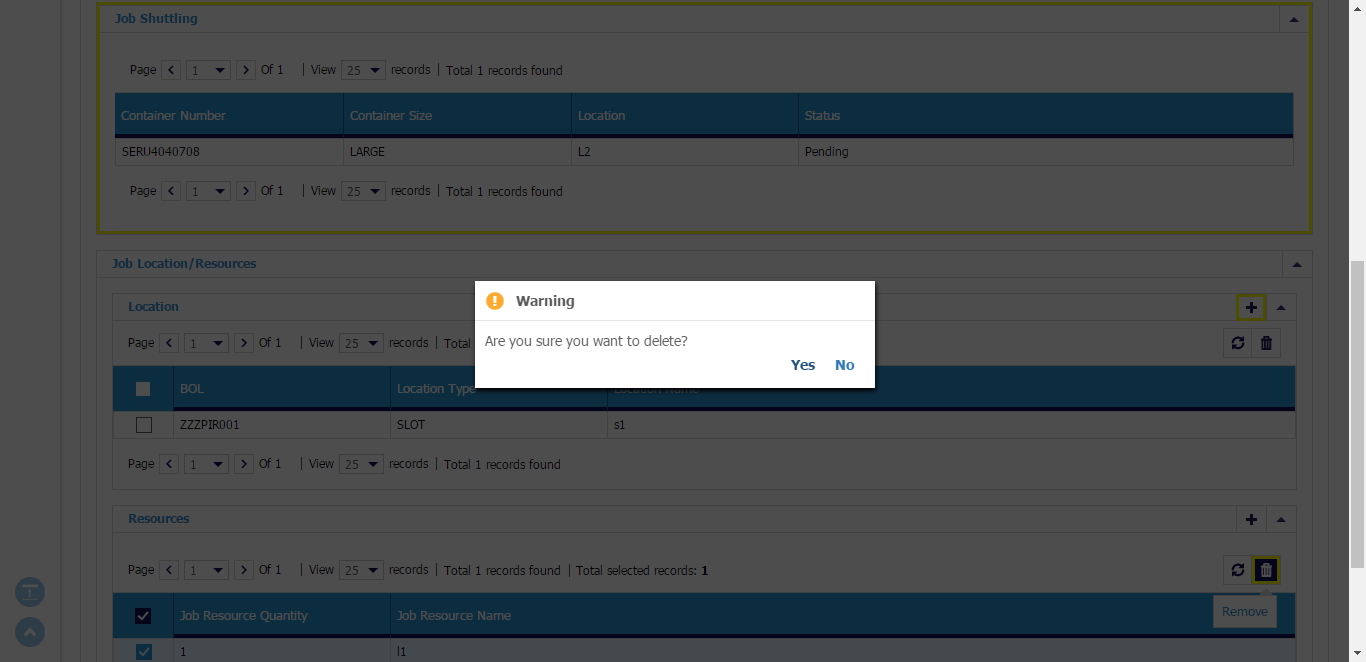 Job Shuttling
Page 1 Of 1 | View 25 records | Total 1 records found
Container Number Container Size Location Status
SERU4040708 LARGE L2 Pending
Page 1 Of 1 | View 25 records | Total 1 records found
Job Location/Resources
Location
Warning
Are you sure you want to delete?
Yes No
Page 1 Of 1 | View 25 records | Total
BOL Location Type Location Name
ZZZPIR001 SLOT s1
Page 1 Of 1 | View 25 records | Total 1 records found
Resources
Page 1 Of 1 | View 25 records | Total 1 records found | Total selected records: 1
Remove
Job Resource Quantity Job Resource Name
1 l1